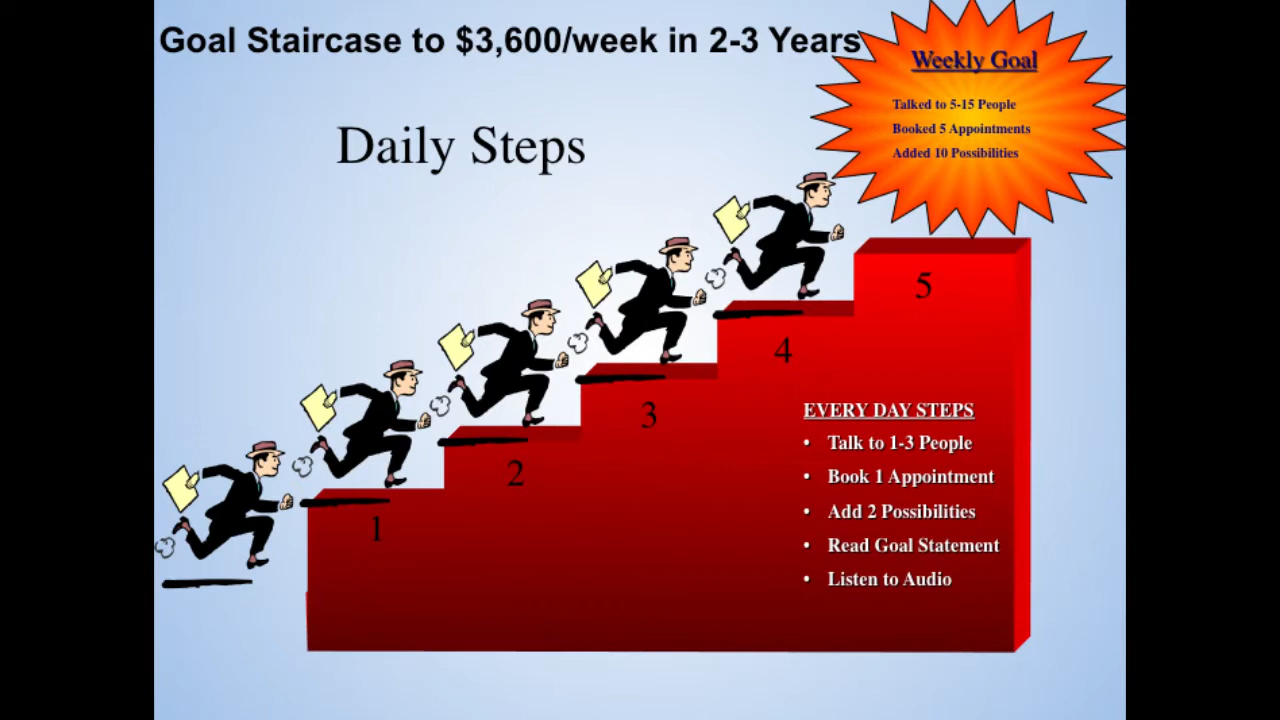 Goal Staircase to $3,600/week in 2-3 Years
Weekly Goal
Talked to 5-15 People
Booked 5 Appointments
Added 10 Possibilities
Daily Steps
5
4
3
2
1
EVERY DAY STEPS
• Talk to 1-3 People
• Book 1 Appointment
• Add 2 Possibilities
• Read Goal Statement
• Listen to Audio